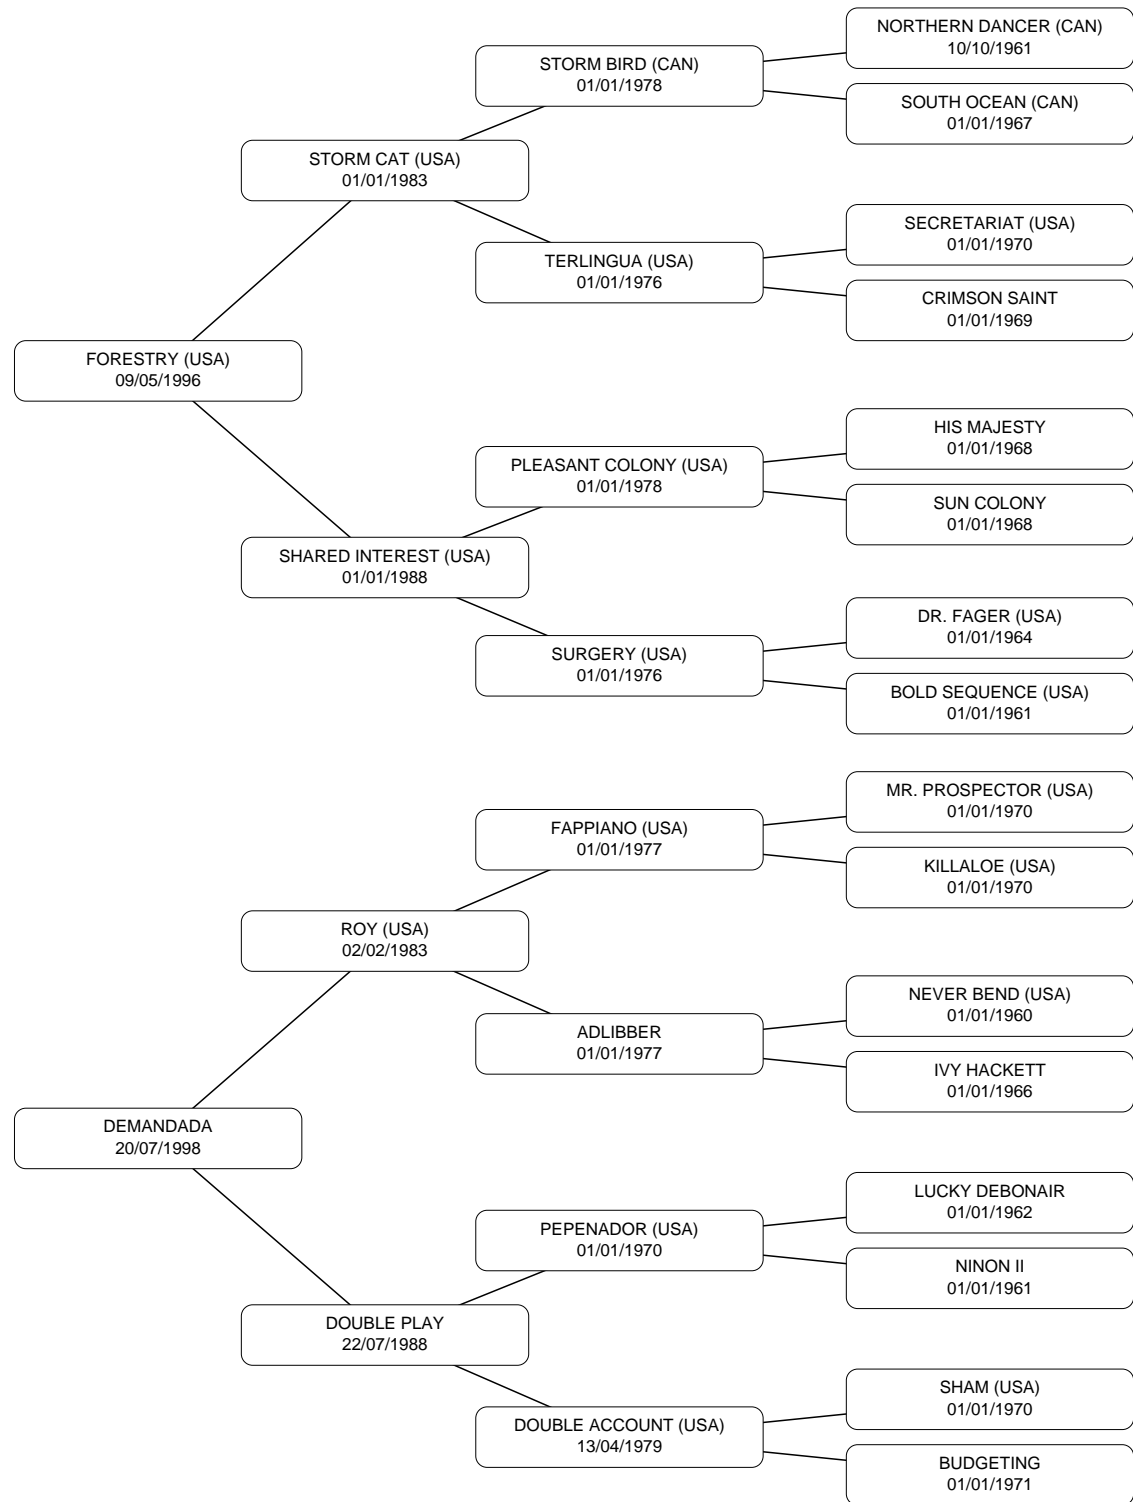 NORTHERN DANCER (CAN)
10/10/1961
STORM BIRD (CAN)
01/01/1978
SOUTH OCEAN (CAN)
01/01/1967
STORM CAT (USA)
01/01/1983
SECRETARIAT (USA)
01/01/1970
TERLINGUA (USA)
01/01/1976
CRIMSON SAINT
01/01/1969
FORESTRY (USA)
09/05/1996
HIS MAJESTY
01/01/1968
PLEASANT COLONY (USA)
01/01/1978
SUN COLONY
01/01/1968
SHARED INTEREST (USA)
01/01/1988
DR. FAGER (USA)
01/01/1964
SURGERY (USA)
01/01/1976
BOLD SEQUENCE (USA)
01/01/1961
MR. PROSPECTOR (USA)
01/01/1970
FAPPIANO (USA)
01/01/1977
KILLALOE (USA)
01/01/1970
ROY (USA)
02/02/1983
NEVER BEND (USA)
01/01/1960
ADLIBBER
01/01/1977
IVY HACKETT
01/01/1966
DEMANDADA
20/07/1998
LUCKY DEBONAIR
01/01/1962
PEPENADOR (USA)
01/01/1970
NINON II
01/01/1961
DOUBLE PLAY
22/07/1988
SHAM (USA)
01/01/1970
DOUBLE ACCOUNT (USA)
13/04/1979
BUDGETING
01/01/1971